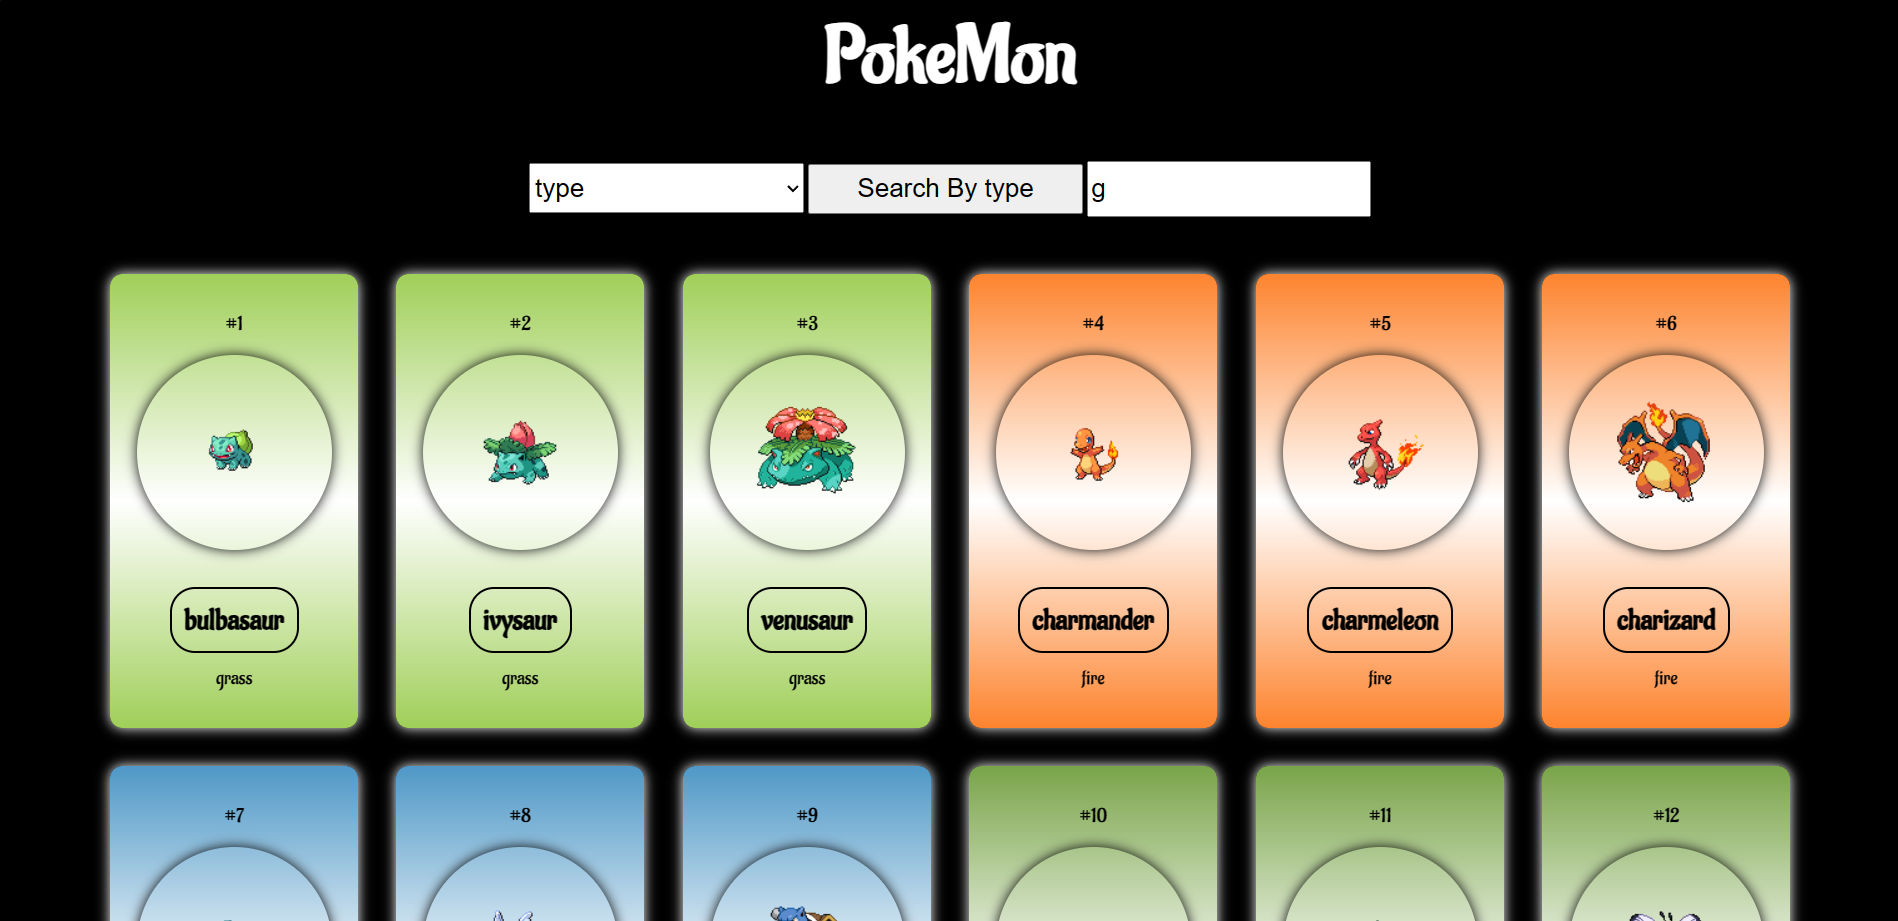 PokeMon
type Search By type g
#1 #2 #3 #4 #5 #6
bulbasaur ivysaur venusaur charmander charmeleon charizard
grass grass grass fire fire fire
#7 #8 #9 #10 #11 #12